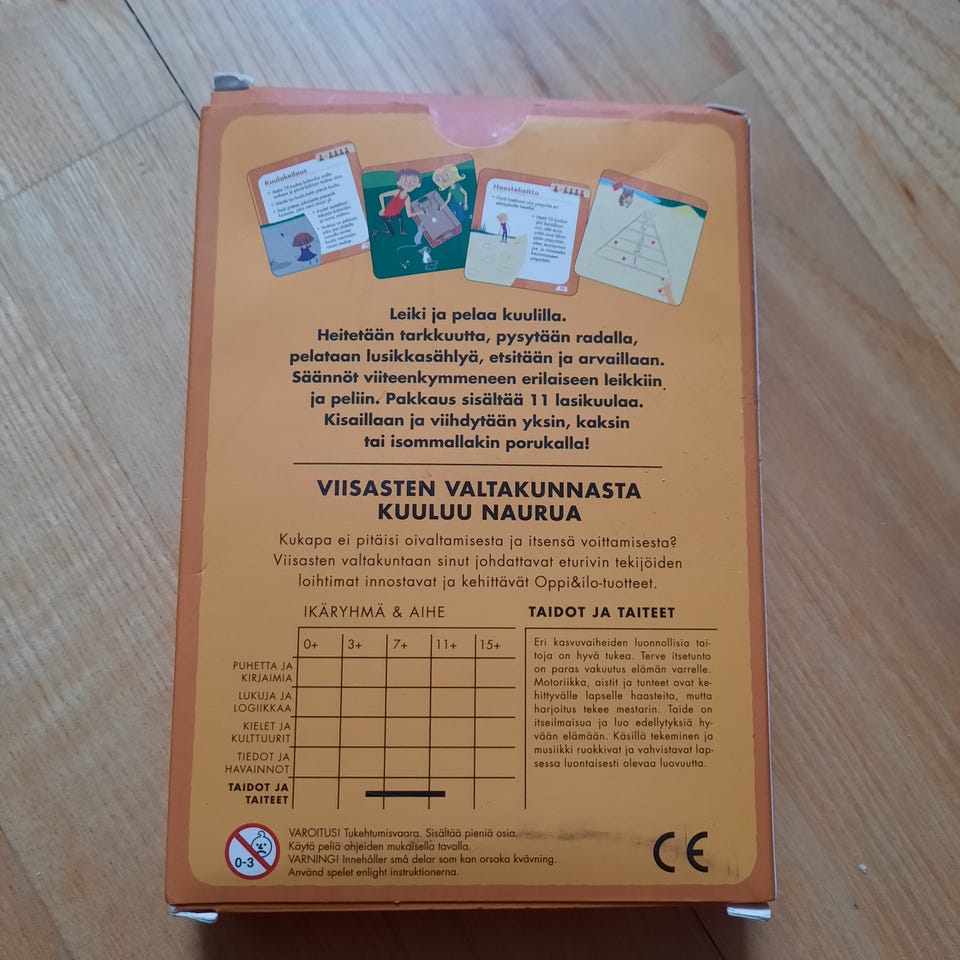 Kuulakeilaus
Haasteheitto
Leiki ja pelaa kuulilla.
Heitetään tarkkuutta, pysytään radalla,
pelataan lusikkasählyä, etsitään ja arvaillaan.
Säännöt viiteenkymmeneen erilaiseen leikkiin
ja peliin. Pakkaus sisältää 11 lasikuulaa.
Kisaillaan ja viihdytään yksin, kaksin
tai isommallakin porukalla!
VIISASTEN VALTAKUNNASTA
KUULUU NAURUA
Kukapa ei pitäisi oivaltamisesta ja itsensä voittamisesta?
Viisasten valtakuntaan sinut johdattavat eturivin tekijöiden
loihtimat innostavat ja kehittävät Oppi&ilo-tuotteet.
IKÄRYHMÄ & AIHE
0+ 3+ 7+ 11+ 15+
PUHETTA JA
KIRJAIMIA
LUKUJA JA
LOGIIKKAA
KIELET JA
KULTTUURIT
TIEDOT JA
HAVAINNOT
TAIDOT JA
TAITEET
TAIDOT JA TAITEET
Eri kasvuvaiheiden luonnollisia tai-
toja on hyvä tukea. Terve itsetunto
on paras vakuutus elämän varrelle.
Motoriikka, aistit ja tunteet ovat ke-
hittyvälle lapselle haasteita, mutta
harjoitus tekee mestarin. Taide on
itseilmaisua ja luo edellytyksiä hy-
vään elämään. Käsillä tekeminen ja
musiikki ruokkivat ja vahvistavat lap-
sessa luontaisesti olevaa luovuutta.
0-3
VAROITUS! Tukehtumisvaara. Sisältää pieniä osia.
Käytä peliä ohjeiden mukaisella tavalla.
VARNING! Innehåller små delar som kan orsaka kvävning.
Använd spelet enlight instruktionerna.
CE